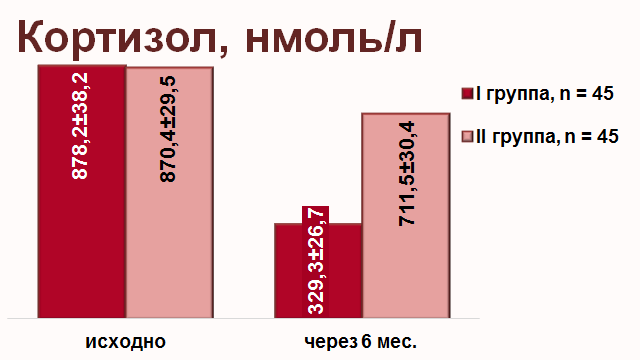 Кортизол, нмоль/л
878,2±38,2
870,4±29,5
329,3±26,7
711,5±30,4
I группа, n = 45
II группа, n = 45
исходно
через 6 мес.